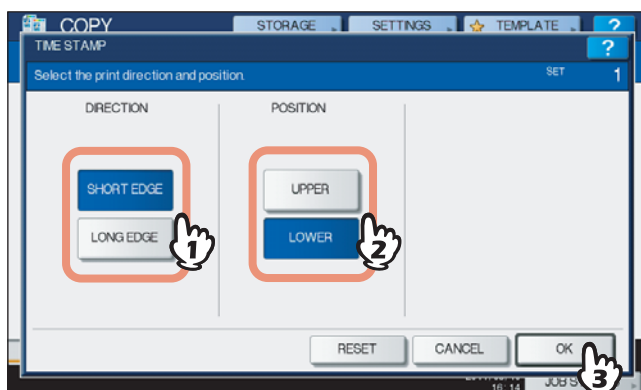 COPY STORAGE SETTINGS TEMPLATE ?
TIME STAMP ?
Select the print direction and position. SET 1
DIRECTION POSITION
SHORT EDGE UPPER
LONG EDGE 1 LOWER 2
RESET CANCEL OK
16:14 JOB S 3